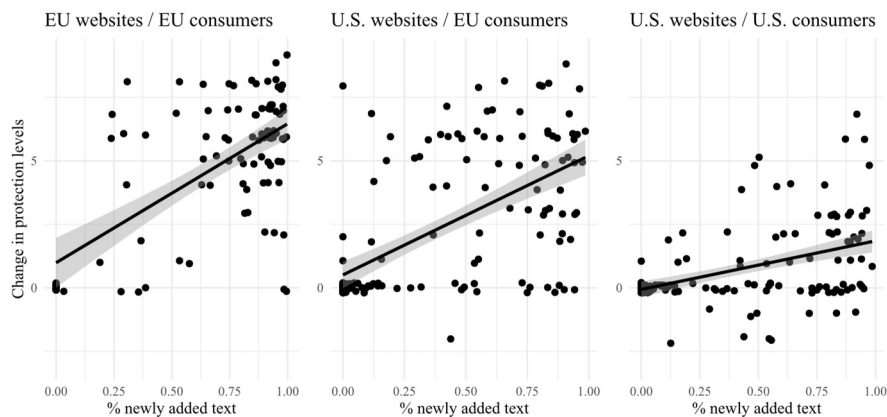 EU websites / EU consumers
U.S. websites / EU consumers
U.S. websites / U.S. consumers
Change in protection levels
5
0
5
0
5
0
0.00 0.25 0.50 0.75 1.00
0.00 0.25 0.50 0.75 1.00
0.00 0.25 0.50 0.75 1.00
% newly added text
% newly added text
% newly added text